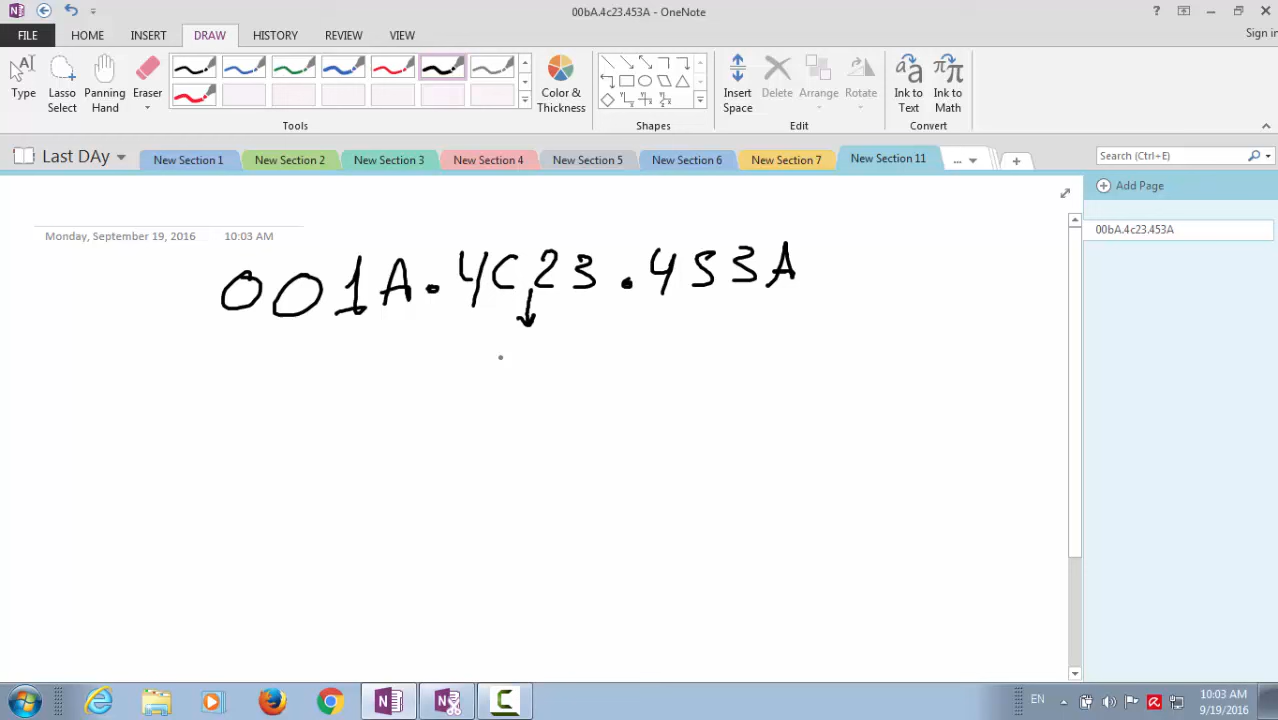 00bA.4c23.453A - OneNote
?
FILE HOME INSERT DRAW HISTORY REVIEW VIEW Sign in
Type Lasso Select Panning Hand Eraser Color & Thickness Insert Space Delete Arrange Rotate Ink to Text Ink to Math
Tools Shapes Edit Convert
Last DAy New Section 1 New Section 2 New Section 3 New Section 4 New Section 5 New Section 6 New Section 7 New Section 11 ... + Search (Ctrl+E)
Add Page
Monday, September 19, 2016 10:03 AM
00bA.4c23.453A
001A.4C23.453A
EN 10:03 AM
9/19/2016